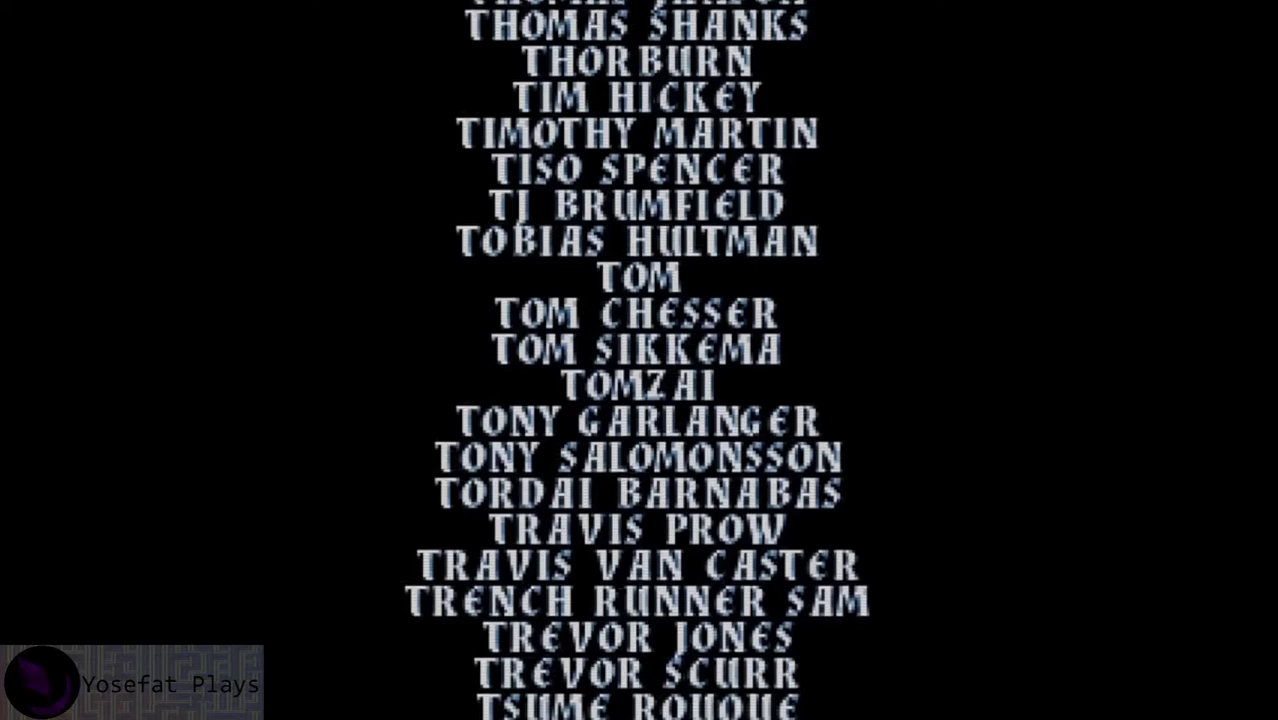 THOMAS SHANKS
THORBURN
TIM HICKEY
TIMOTHY MARTIN
TISO SPENCER
TJ BRUMFIELD
TOBIAS HULTMAN
TOM
TOM CHESSER
TOM SIKKEMA
TOMZAI
TONY GARLANGER
TONY SALOMONSSON
TORDAI BARNABAS
TRAVIS PROW
TRAVIS VAN CASTER
TRENCH RUNNER SAM
TREVOR JONES
TREVOR SCURR
TSUME ROUQUE
Yosefat Plays